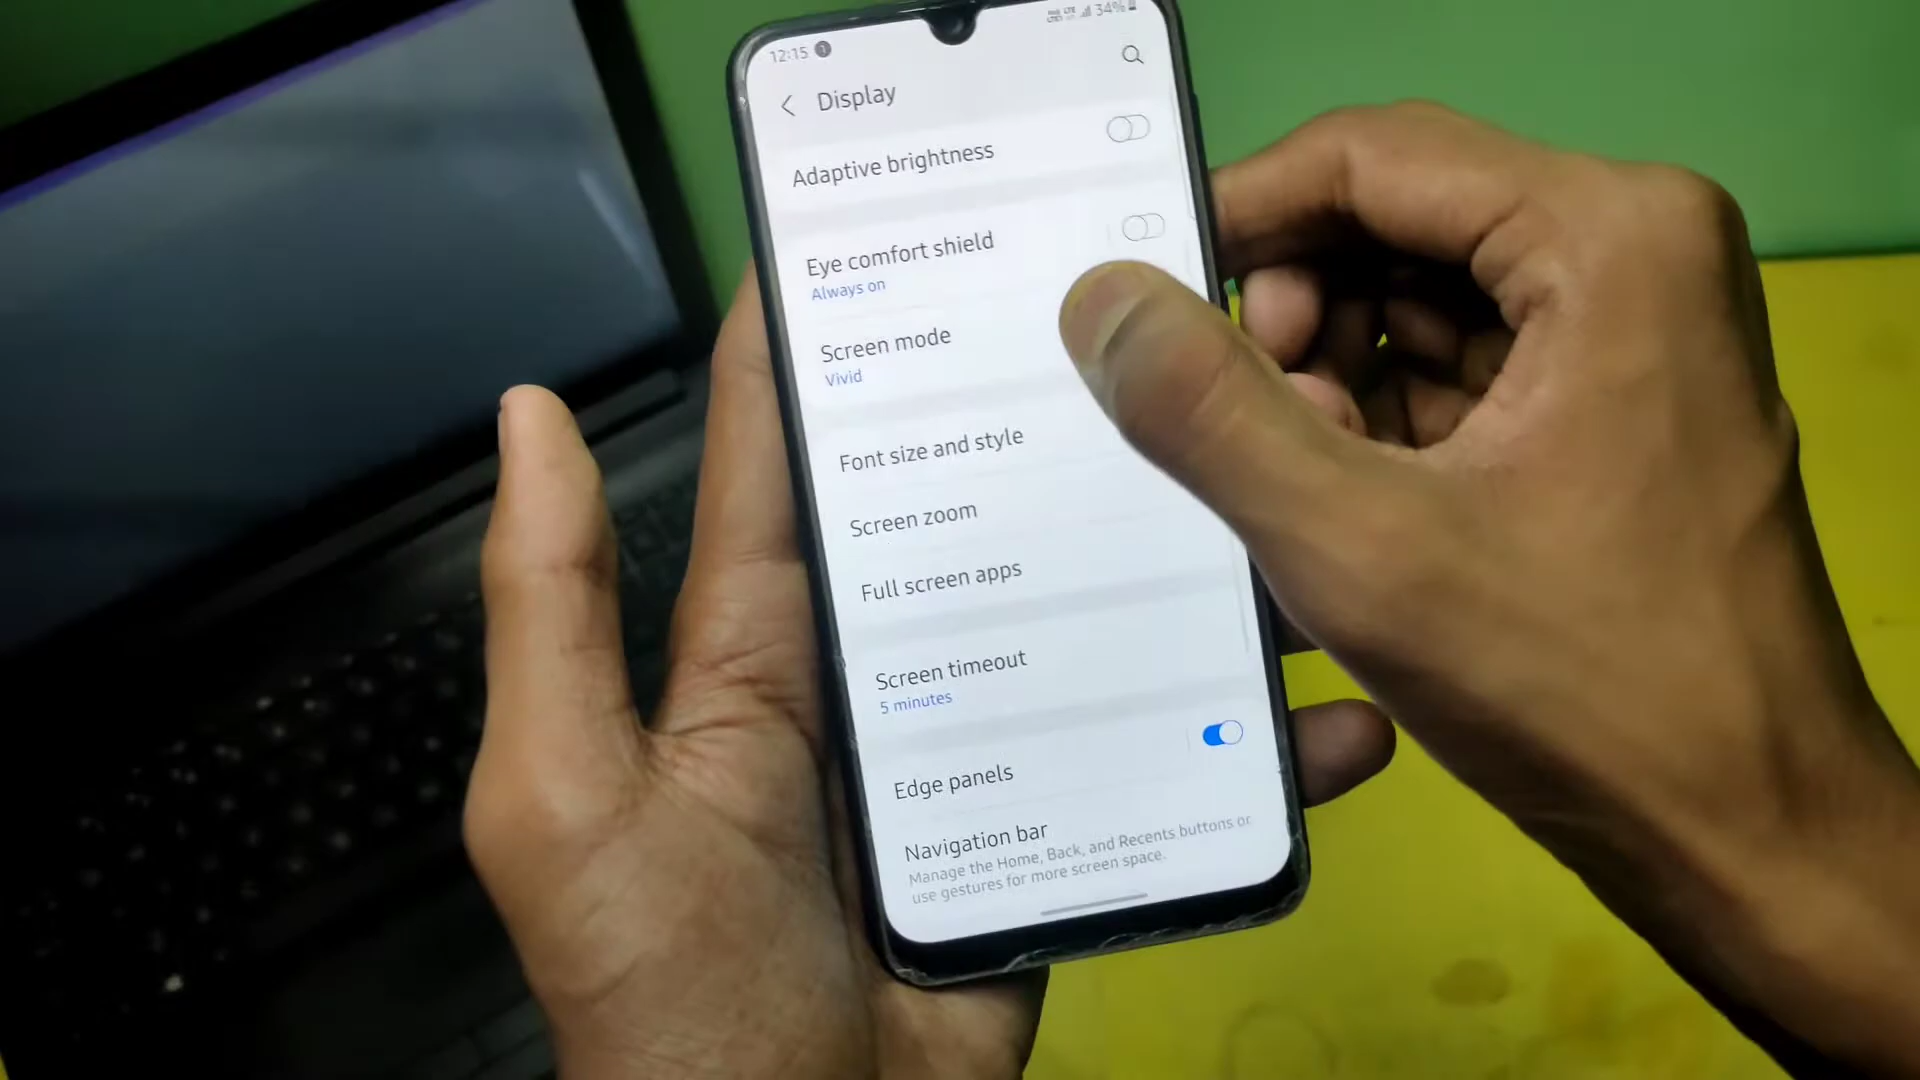 12:15 1
34%
Display
Adaptive brightness
Eye comfort shield
Always on
Screen mode
Vivid
Font size and style
Screen zoom
Full screen apps
Screen timeout
5 minutes
Edge panels
Navigation bar
Manage the Home, Back, and Recents buttons or
use gestures for more screen space.